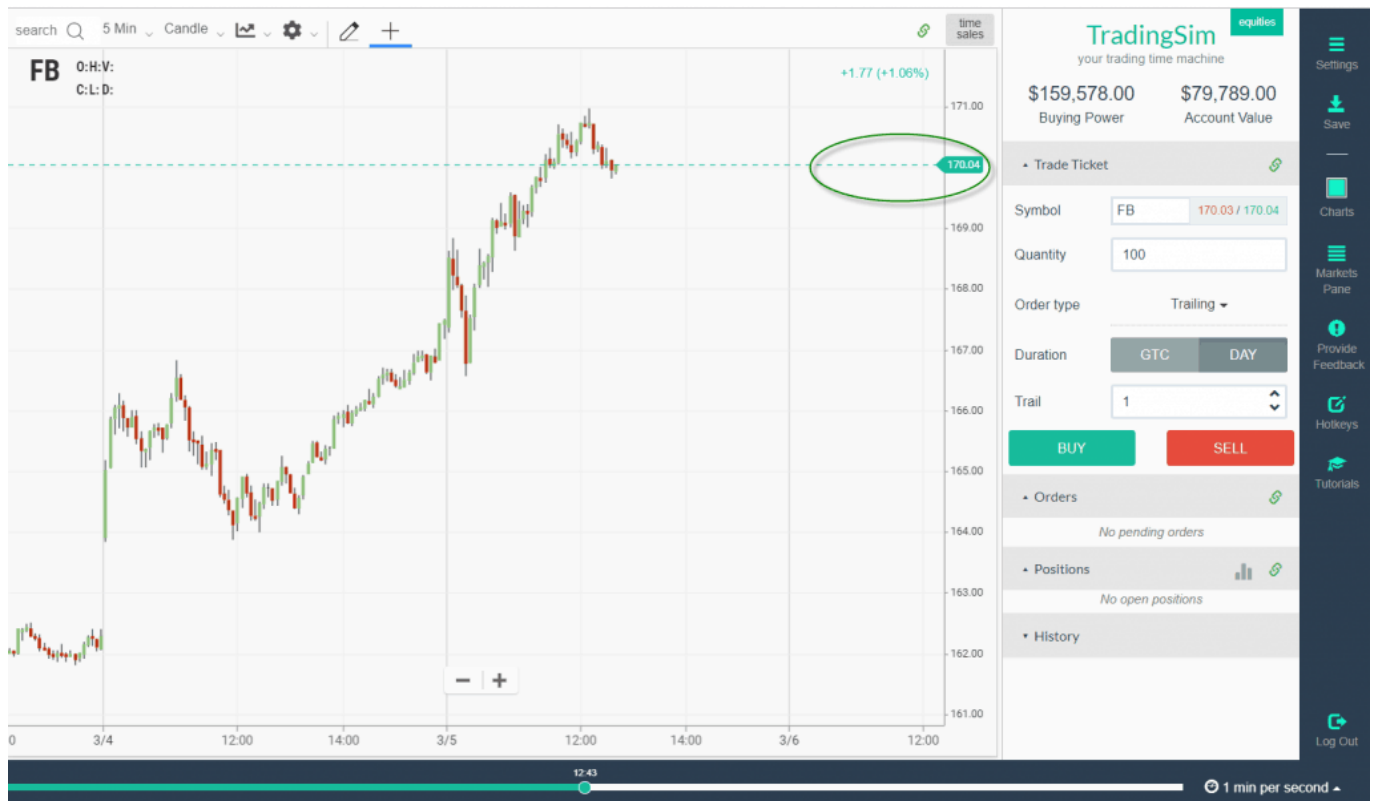 search 5 Min Candle time sales
FB O:H:V:
C:L:D:
+1.77 (+1.06%)
171.00
170.04
169.00
168.00
167.00
166.00
165.00
164.00
163.00
162.00
161.00
0 3/4 12:00 14:00 3/5 12:00 14:00 3/6 12:00
equities
TradingSim
your trading time machine
$159,578.00 $79,789.00
Buying Power Account Value
Trade Ticket
Symbol FB 170.03 / 170.04
Quantity 100
Order type Trailing
Duration GTC DAY
Trail 1
BUY SELL
Orders
No pending orders
Positions
No open positions
History
Settings
Save
Charts
Markets
Pane
Provide
Feedback
Hotkeys
Tutorials
Log Out
12:43
1 min per second